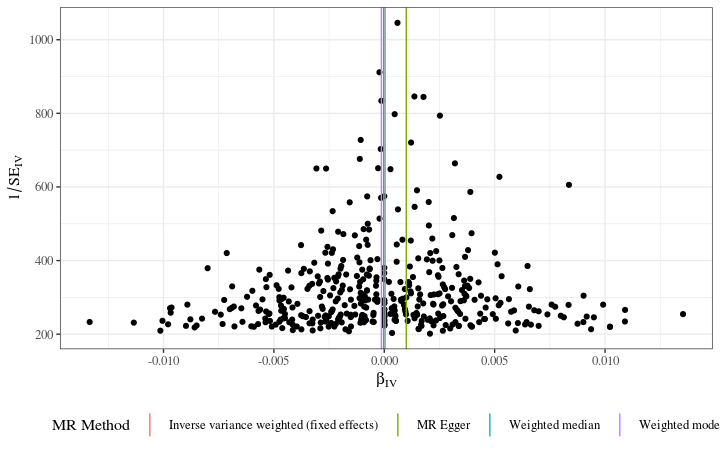 1000
800
600
400
200
1/SE_IV
-0.010
-0.005
0.000
0.005
0.010
β_IV
MR Method
Inverse variance weighted (fixed effects)
MR Egger
Weighted median
Weighted mode